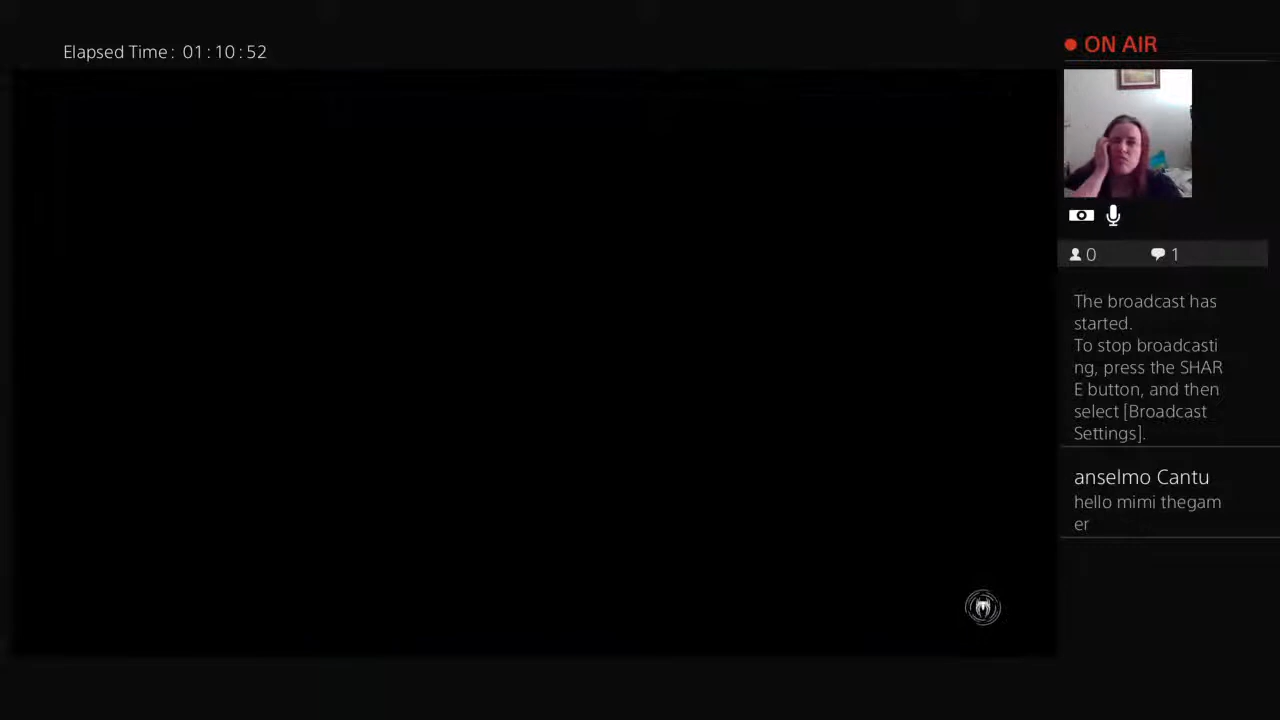 Elapsed Time: 01:10:52
ON AIR
0
1
The broadcast has
started.
To stop broadcasti
ng, press the SHAR
E button, and then
select [Broadcast
Settings].
anselmo Cantu
hello mimi thegam
er